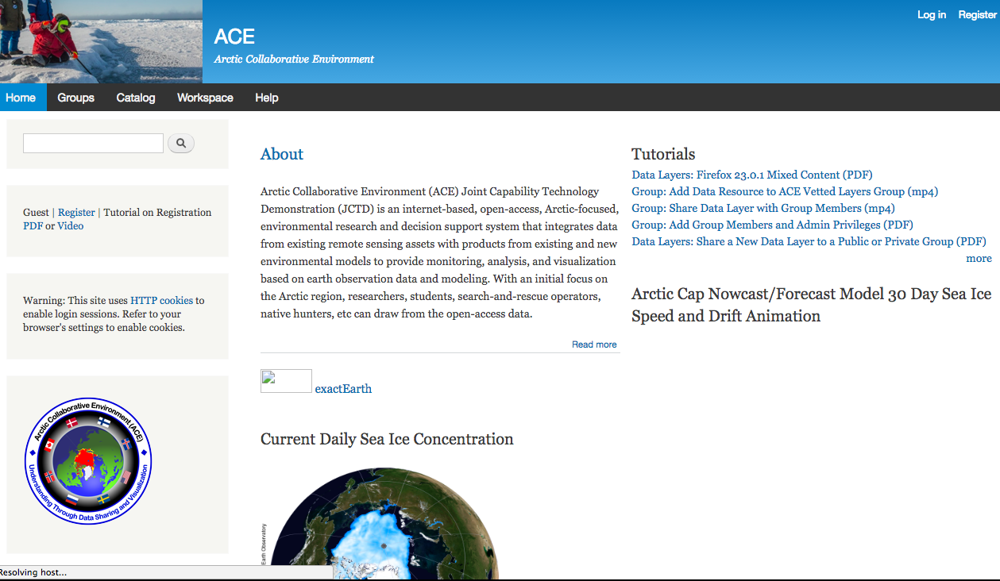 Log in Register
ACE
Arctic Collaborative Environment
Home Groups Catalog Workspace Help
Guest | Register | Tutorial on Registration
PDF or Video
Warning: This site uses HTTP cookies to
enable login sessions. Refer to your
browser's settings to enable cookies.
Arctic Collaborative Environment (ACE)
Understanding Through Data Sharing and Visualization
About
Arctic Collaborative Environment (ACE) Joint Capability Technology
Demonstration (JCTD) is an internet-based, open-access, Arctic-focused,
environmental research and decision support system that integrates data
from existing remote sensing assets with products from existing and new
environmental models to provide monitoring, analysis, and visualization
based on earth observation data and modeling. With an initial focus on
the Arctic region, researchers, students, search-and-rescue operators,
native hunters, etc can draw from the open-access data.
Read more
exactEarth
Current Daily Sea Ice Concentration
Earth Observatory
Tutorials
Data Layers: Firefox 23.0.1 Mixed Content (PDF)
Group: Add Data Resource to ACE Vetted Layers Group (mp4)
Group: Share Data Layer with Group Members (mp4)
Group: Add Group Members and Admin Privileges (PDF)
Data Layers: Share a New Data Layer to a Public or Private Group (PDF)
more
Arctic Cap Nowcast/Forecast Model 30 Day Sea Ice
Speed and Drift Animation
Resolving host...